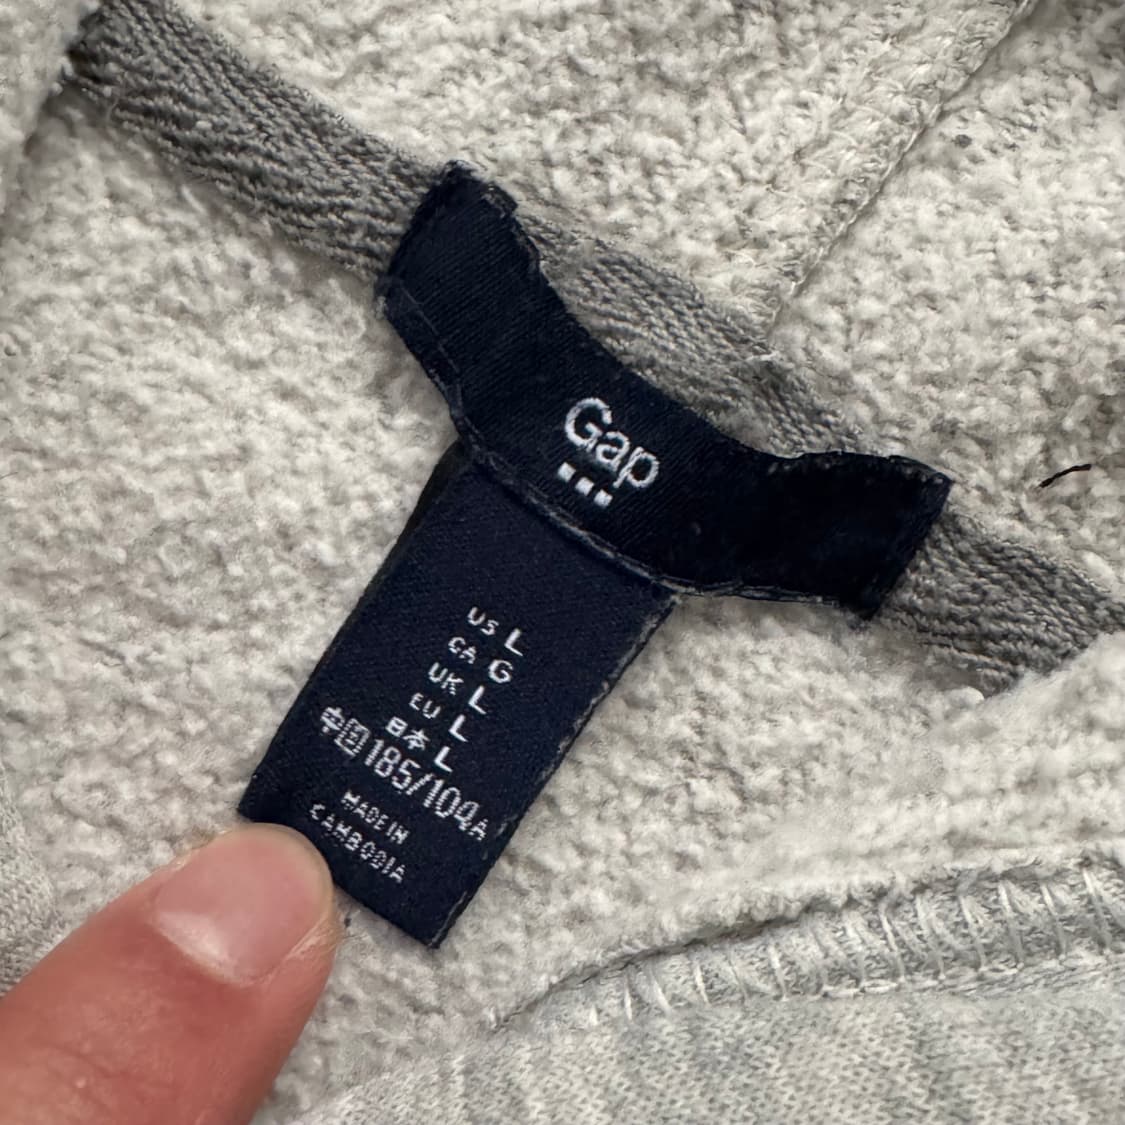 Gap
US L
CA G
UK L
EU L
日本 L
中国 185/104A
MADE IN
CAMBODIA